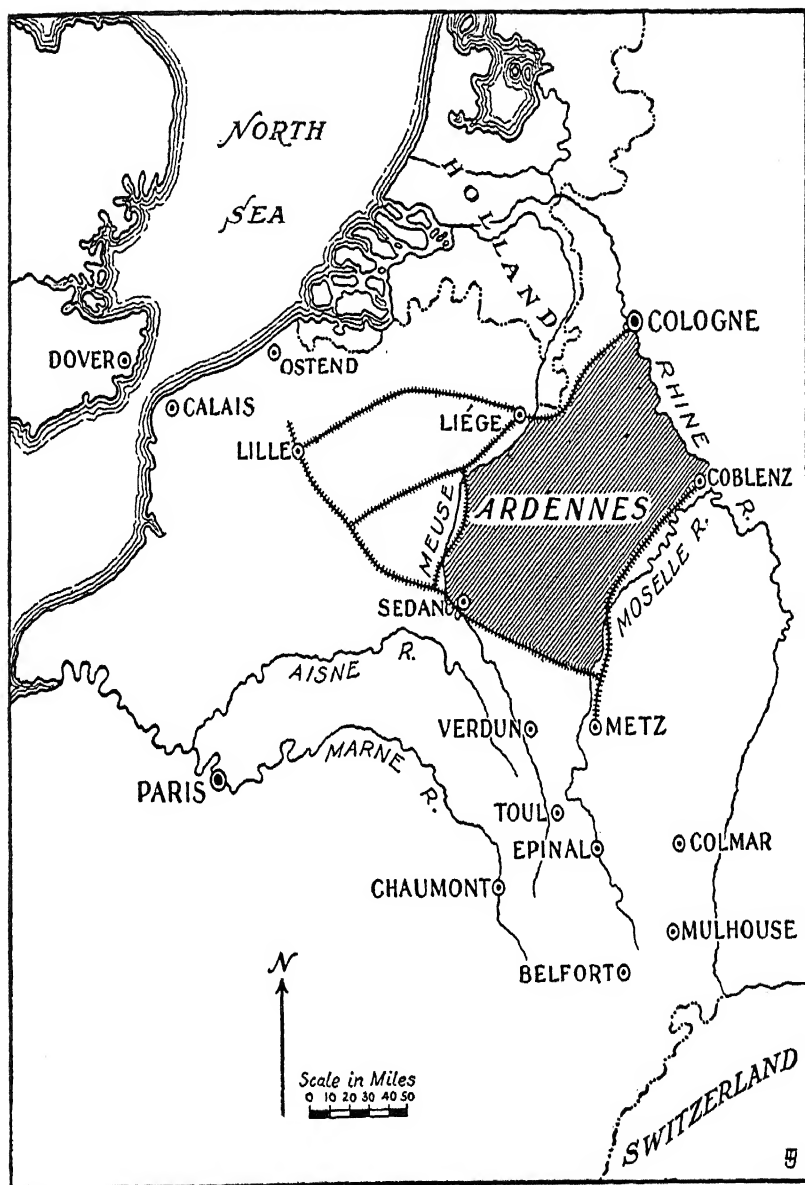 NORTH
SEA
HOLLAND
DOVER
OSTEND
COLOGNE
CALAIS
RHINE
R.
LIÉGE
LILLE
COBLENZ
MEUSE
ARDENNES
MOSELLE R.
SEDAN
AISNE R.
VERDUN
METZ
MARNE R.
PARIS
TOUL
EPINAL
COLMAR
CHAUMONT
MULHOUSE
BELFORT
N
Scale in Miles
0 10 20 30 40 50
SWITZERLAND